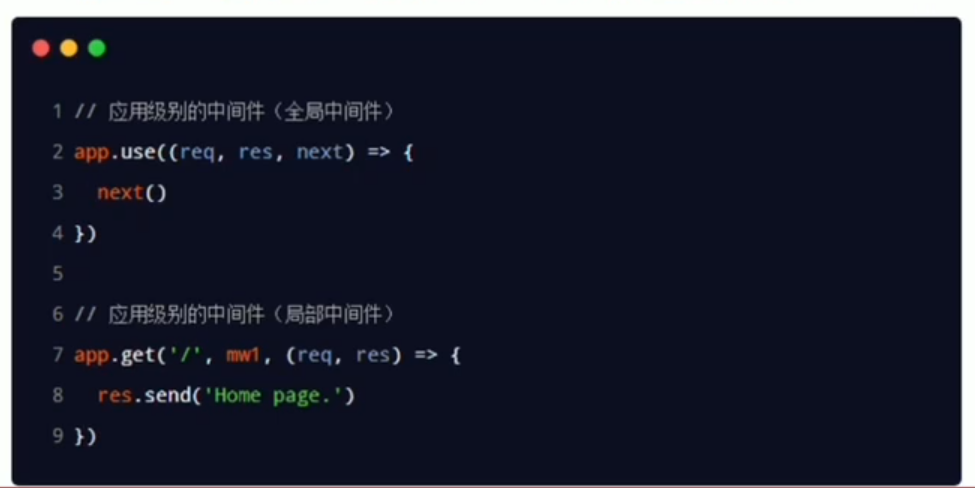 1 // 应用级别的中间件（全局中间件）
2 app.use((req, res, next) => {
3   next()
4 })
5
6 // 应用级别的中间件（局部中间件）
7 app.get('/', mw1, (req, res) => {
8   res.send('Home page.')
9 })